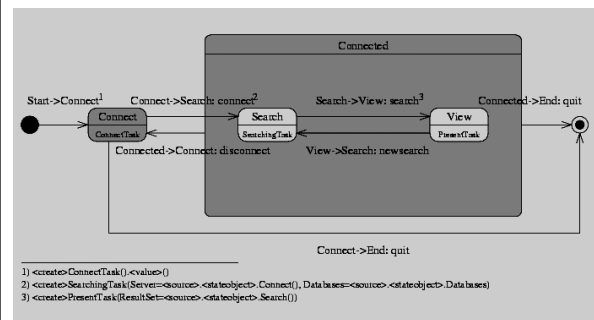 Connected
Start->Connect1
Connect->Search: connect2
Search->View: search3
Connected->End: quit
Connect
Search
View
ConnectTask
SearchingTask
PresentTask
Connected->Connect: disconnect
View->Search: newsearch
Connect->End: quit
1) <create>ConnectTask().<value>()
2) <create>SearchingTask(Server=<source>.<stateobject>.Connect(), Databases=<source>.<stateobject>.Databases)
3) <create>PresentTask(ResultSet=<source>.<stateobject>.Search())